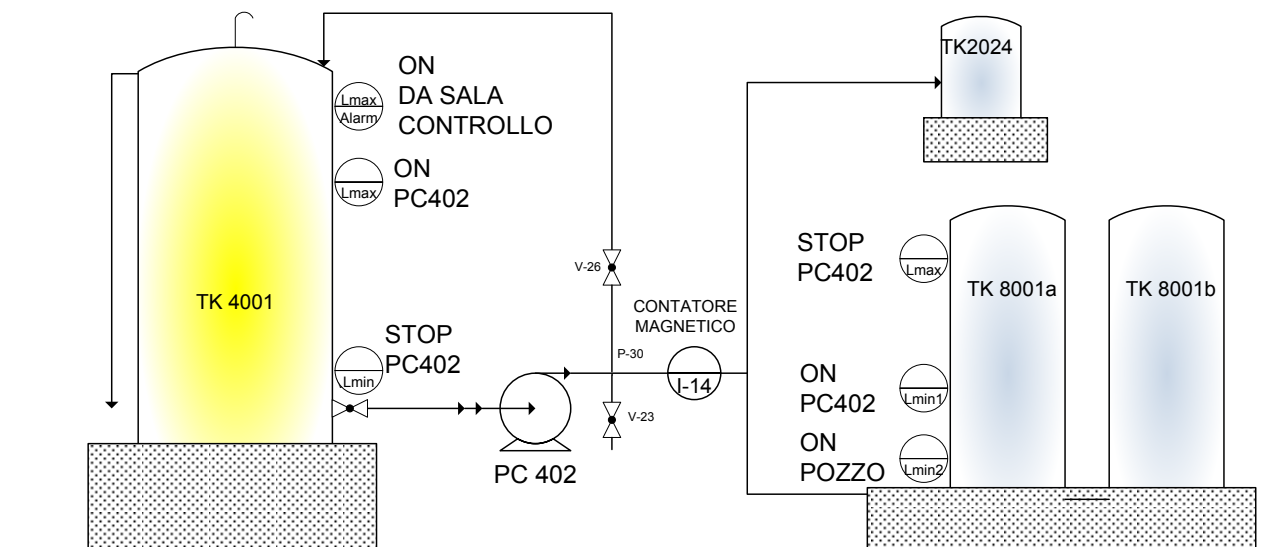 ON
DA SALA
CONTROLLO
Lmax
Alarm
ON
PC402
Lmax
TK 4001
STOP
PC402
Lmin
PC 402
V-26
P-30
V-23
CONTATORE
MAGNETICO
I-14
TK2024
STOP
PC402
Lmax
TK 8001a
TK 8001b
ON
PC402
Lmin1
ON
POZZO
Lmin2